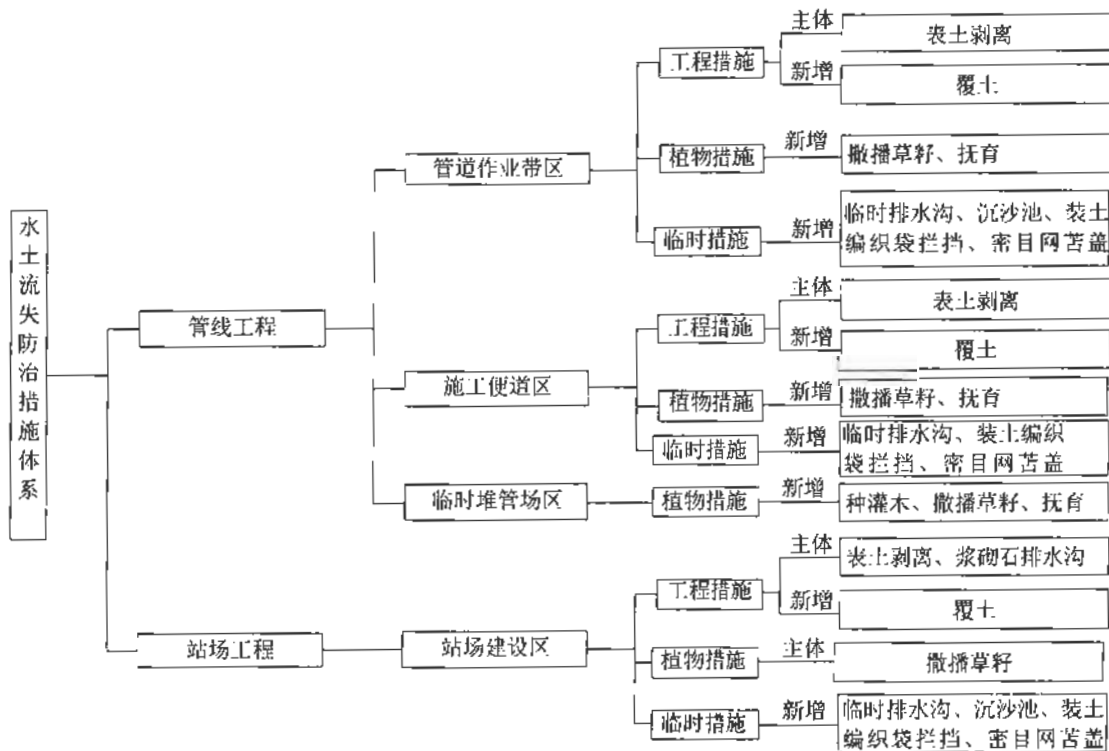 水土流失防治措施体系
管线工程
管道作业带区
工程措施
主体
表土剥离
新增
覆土
植物措施
新增
撒播草籽、抚育
临时措施
新增
临时排水沟、沉沙池、装土
编织袋拦挡、密目网苫盖
施工便道区
工程措施
主体
表土剥离
新增
覆土
植物措施
新增
撒播草籽、抚育
临时措施
新增
临时排水沟、装土编织
袋拦挡、密目网苫盖
临时堆管场区
植物措施
新增
种灌木、撒播草籽、抚育
站场工程
站场建设区
工程措施
主体
表土剥离、浆砌石排水沟
新增
覆土
植物措施
主体
撒播草籽
临时措施
新增
临时排水沟、沉沙池、装土
编织袋拦挡、密目网苫盖